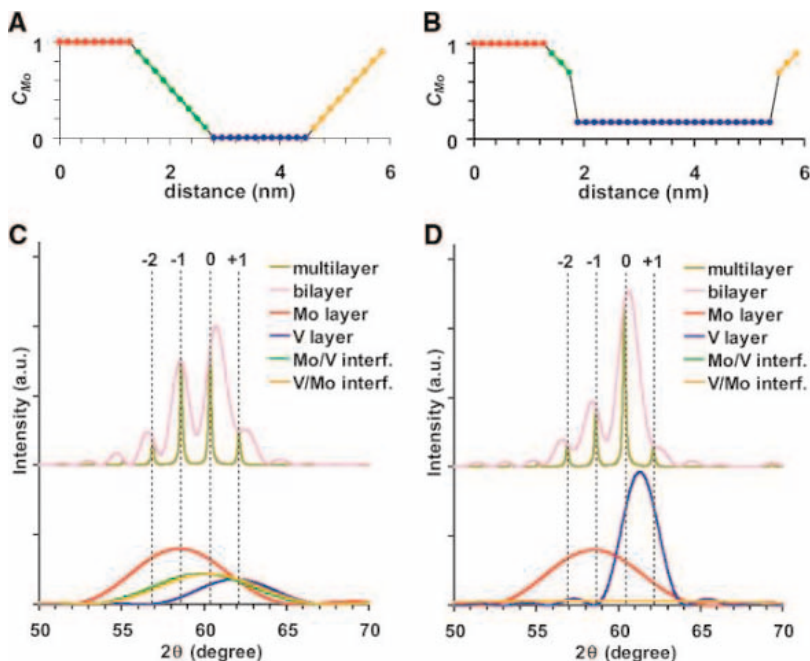 A
1
C_Mo
0
0 2 4 6
distance (nm)
B
1
C_Mo
0
0 2 4 6
distance (nm)
C
-2 -1 0 +1
multilayer
bilayer
Mo layer
V layer
Mo/V interf.
V/Mo interf.
Intensity (a.u.)
50 55 60 65 70
2θ (degree)
D
-2 -1 0 +1
multilayer
bilayer
Mo layer
V layer
Mo/V interf.
V/Mo interf.
Intensity (a.u.)
50 55 60 65 70
2θ (degree)